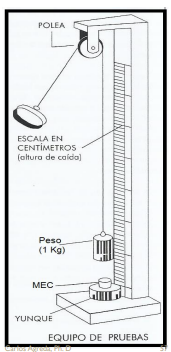 POLEA
ESCALA EN
CENTÍMETROS
(altura de caída)
Peso
(1 Kg)
MEC
YUNQUE
EQUIPO DE PRUEBAS
Carlos Agreda, Ph. D